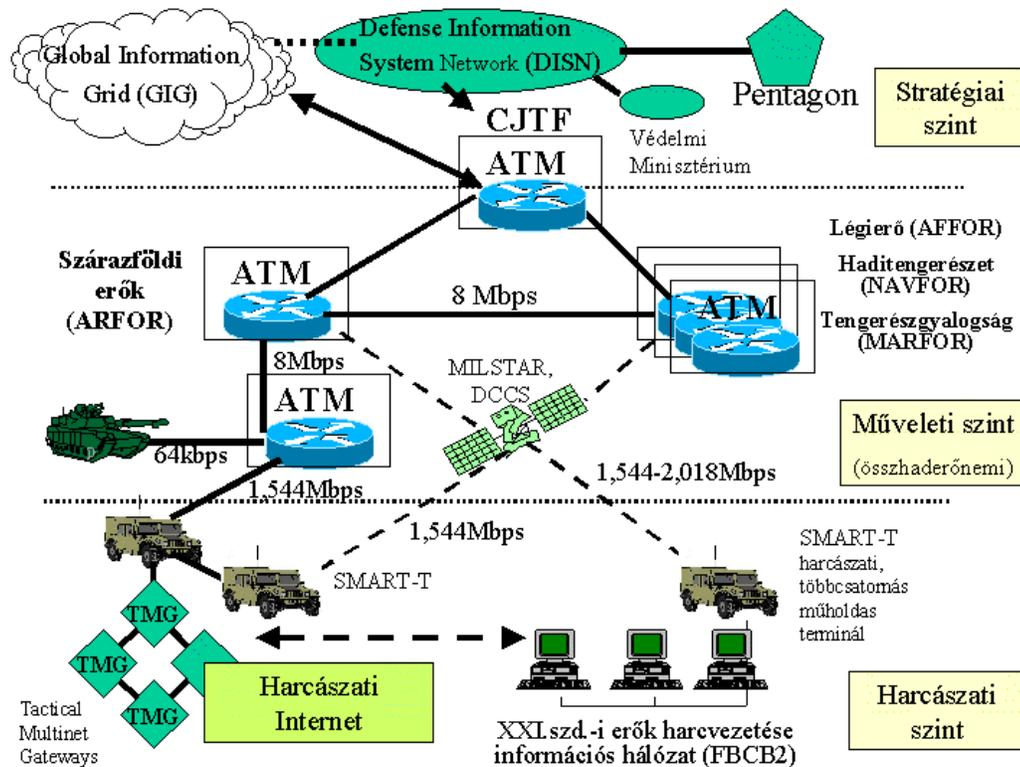 Global Information
Grid (GIG)
Defense Information
System Network (DISN)
Pentagon
Védelmi
Minisztérium
Stratégiai
szint
CJTF
ATM
Légierő (AFFOR)
Haditengerészet
(NAVFOR)
Tengerészgyalogság
(MARFOR)
Szárazföldi
erők
(ARFOR)
ATM
8 Mbps
ATM
8Mbps
ATM
MILSTAR,
DCCS
64kbps
Műveleti szint
(összhaderőnemi)
1,544Mbps
1,544-2,018Mbps
1,544Mbps
SMART-T
SMART-T
harcászati,
többcsatornás
műholdas
terminál
TMG
TMG
TMG
Tactical
Multinet
Gateways
Harcászati
Internet
XXI.szd.-i erők harcvezetése
információs hálózat (FBCB2)
Harcászati
szint